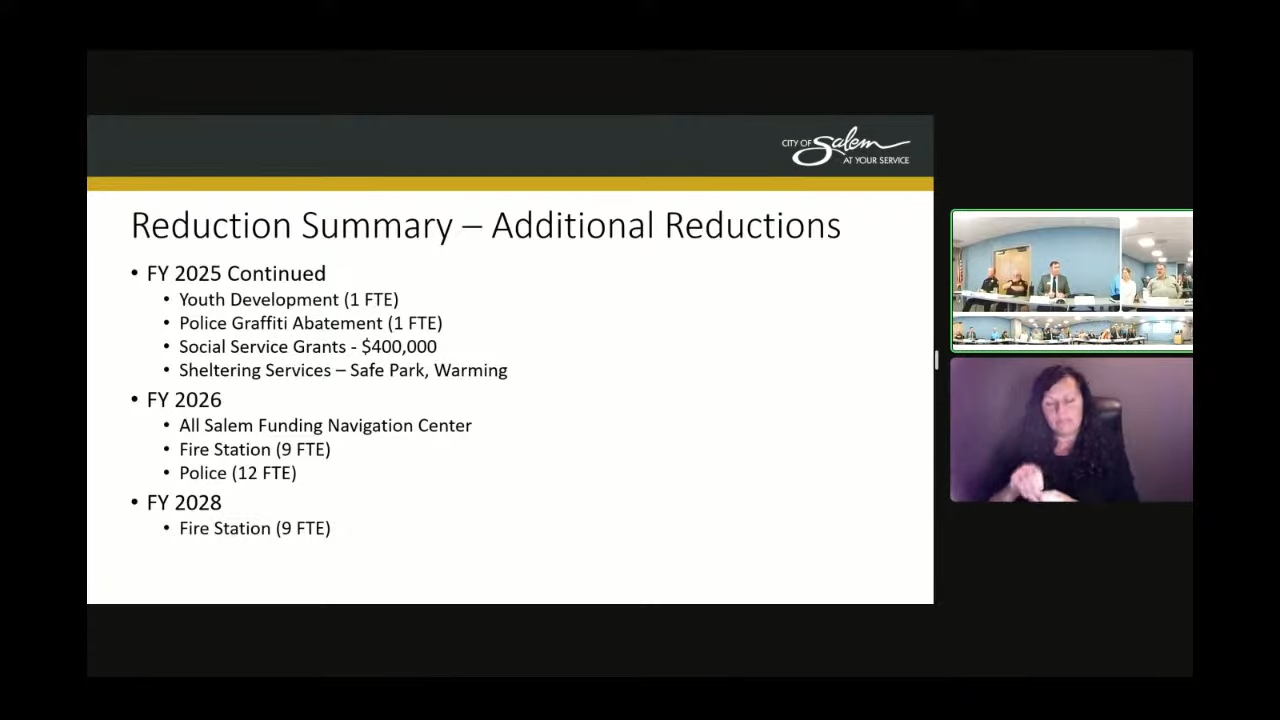 CITY OF Salem
AT YOUR SERVICE
Reduction Summary – Additional Reductions
• FY 2025 Continued
• Youth Development (1 FTE)
• Police Graffiti Abatement (1 FTE)
• Social Service Grants - $400,000
• Sheltering Services – Safe Park, Warming
• FY 2026
• All Salem Funding Navigation Center
• Fire Station (9 FTE)
• Police (12 FTE)
• FY 2028
• Fire Station (9 FTE)